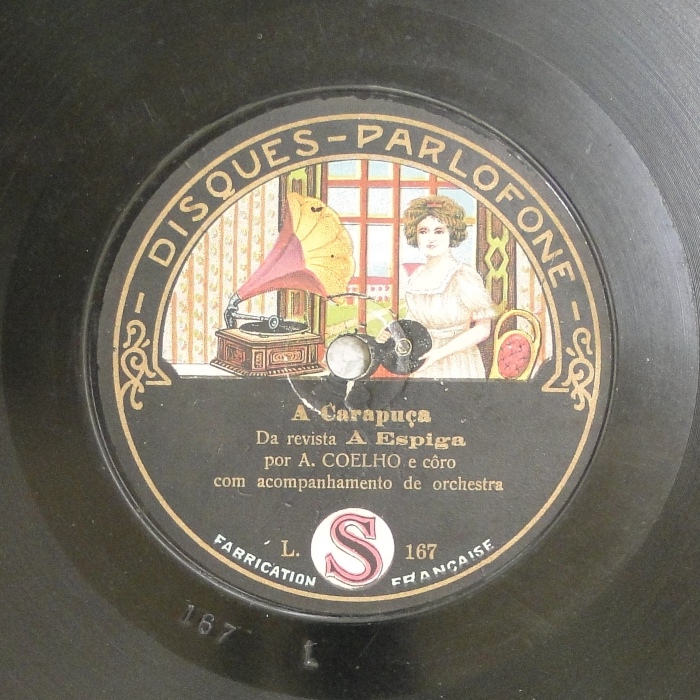 DISQUES-PARLOFONE
A Carapuça
Da revista A Espiga
por A. COELHO e côro
com acompanhamento de orchestra
L. S 167
FABRICATION FRANÇAISE
167 L